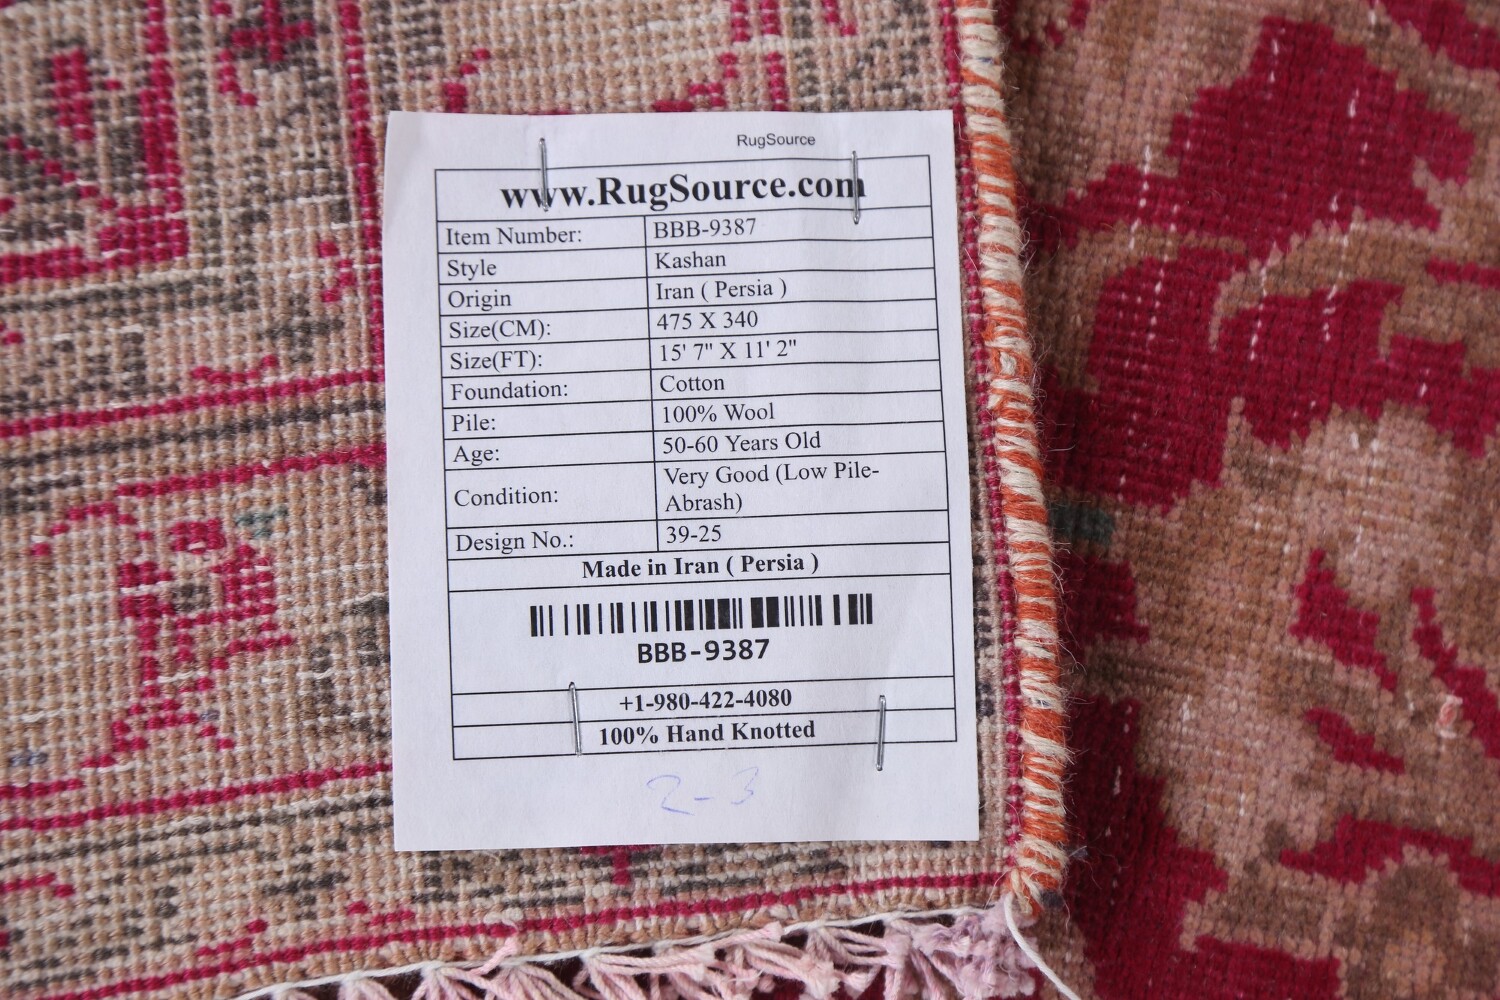 RugSource
www.RugSource.com
Item Number: BBB-9387
Style Kashan
Origin Iran ( Persia )
Size(CM): 475 X 340
Size(FT): 15' 7" X 11' 2"
Foundation: Cotton
Pile: 100% Wool
Age: 50-60 Years Old
Condition: Very Good (Low Pile-
Abrash)
Design No.: 39-25
Made in Iran ( Persia )
BBB-9387
+1-980-422-4080
100% Hand Knotted
2-3